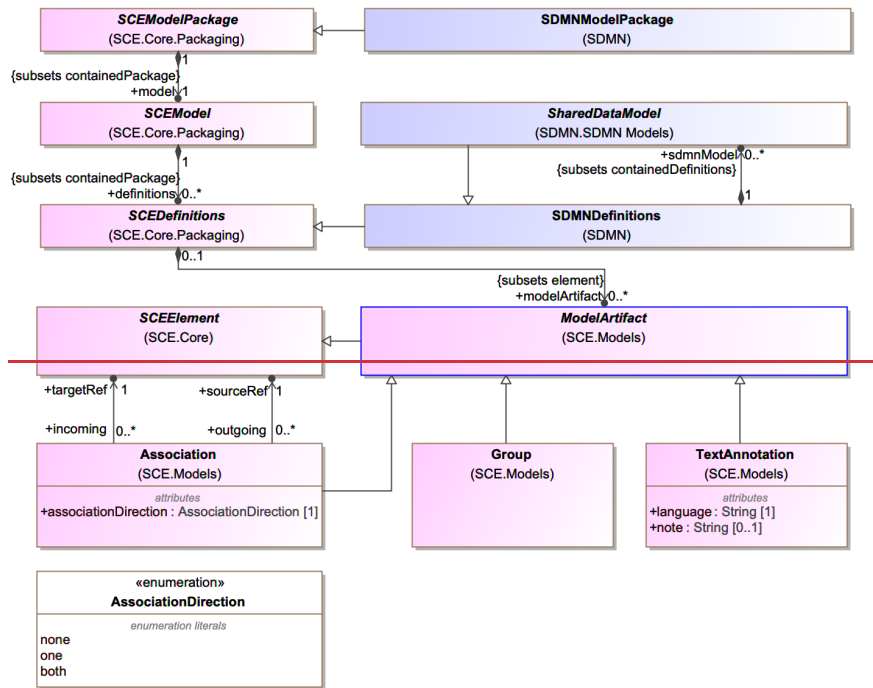 SCEModelPackage
(SCE.Core.Packaging)
SDMNModelPackage
(SDMN)
1
{subsets containedPackage}
+model 1
SCEModel
(SCE.Core.Packaging)
SharedDataModel
(SDMN.SDMN Models)
1
{subsets containedPackage}
+definitions 0..*
+sdmnModel 0..*
{subsets containedDefinitions}
1
SCEDefinitions
(SCE.Core.Packaging)
SDMNDefinitions
(SDMN)
0..1
{subsets element}
+modelArtifact 0..*
SCEElement
(SCE.Core)
ModelArtifact
(SCE.Models)
+targetRef 1
+sourceRef 1
+incoming 0..*
+outgoing 0..*
Association
(SCE.Models)
attributes
+associationDirection : AssociationDirection [1]
Group
(SCE.Models)
TextAnnotation
(SCE.Models)
attributes
+language : String [1]
+note : String [0..1]
«enumeration»
AssociationDirection
enumeration literals
none
one
both